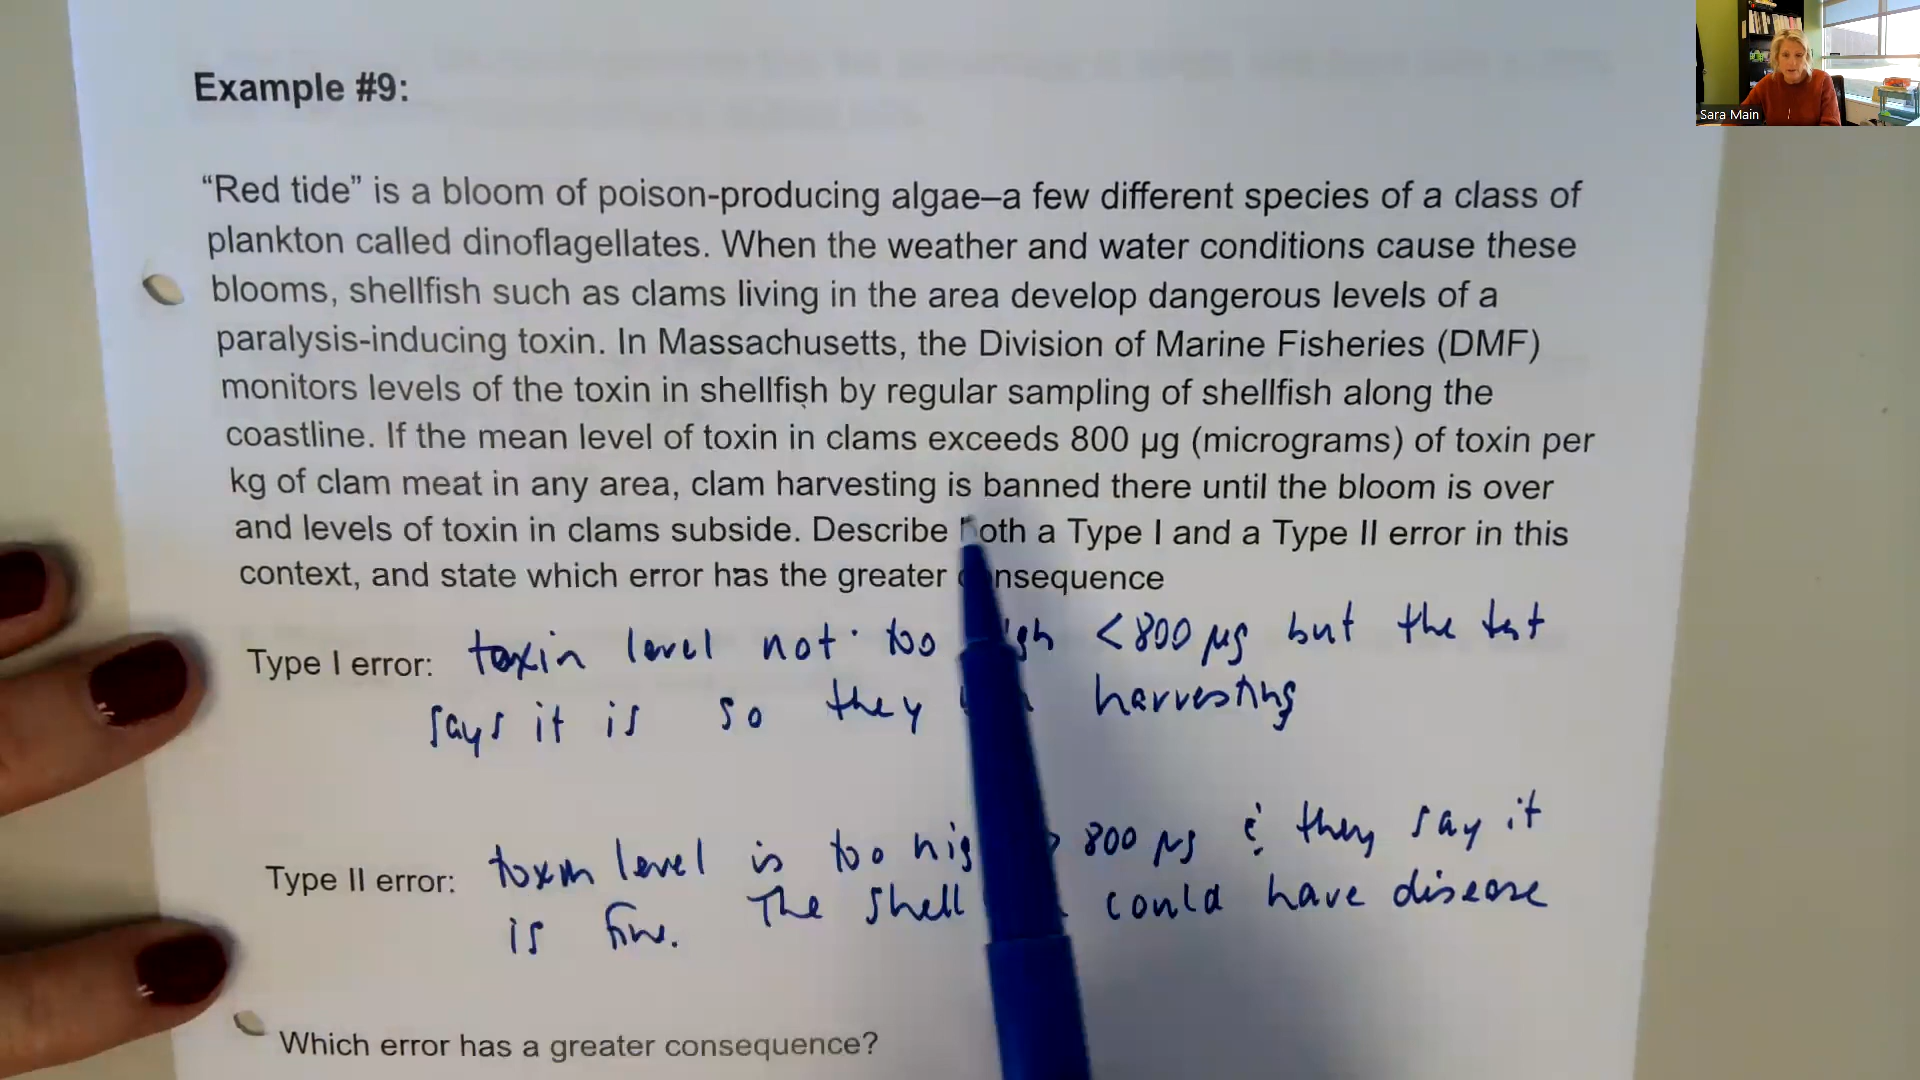 Sara Main
Example #9:
“Red tide” is a bloom of poison-producing algae–a few different species of a class of
plankton called dinoflagellates. When the weather and water conditions cause these
blooms, shellfish such as clams living in the area develop dangerous levels of a
paralysis-inducing toxin. In Massachusetts, the Division of Marine Fisheries (DMF)
monitors levels of the toxin in shellfish by regular sampling of shellfish along the
coastline. If the mean level of toxin in clams exceeds 800 µg (micrograms) of toxin per
kg of clam meat in any area, clam harvesting is banned there until the bloom is over
and levels of toxin in clams subside. Describe both a Type I and a Type II error in this
context, and state which error has the greater consequence
Type I error: toxin level not too high <800 µg but the test
says it is so they harvesting
Type II error: toxin level is too high > 800 µg & they say it
is fine. The shell could have disease
Which error has a greater consequence?